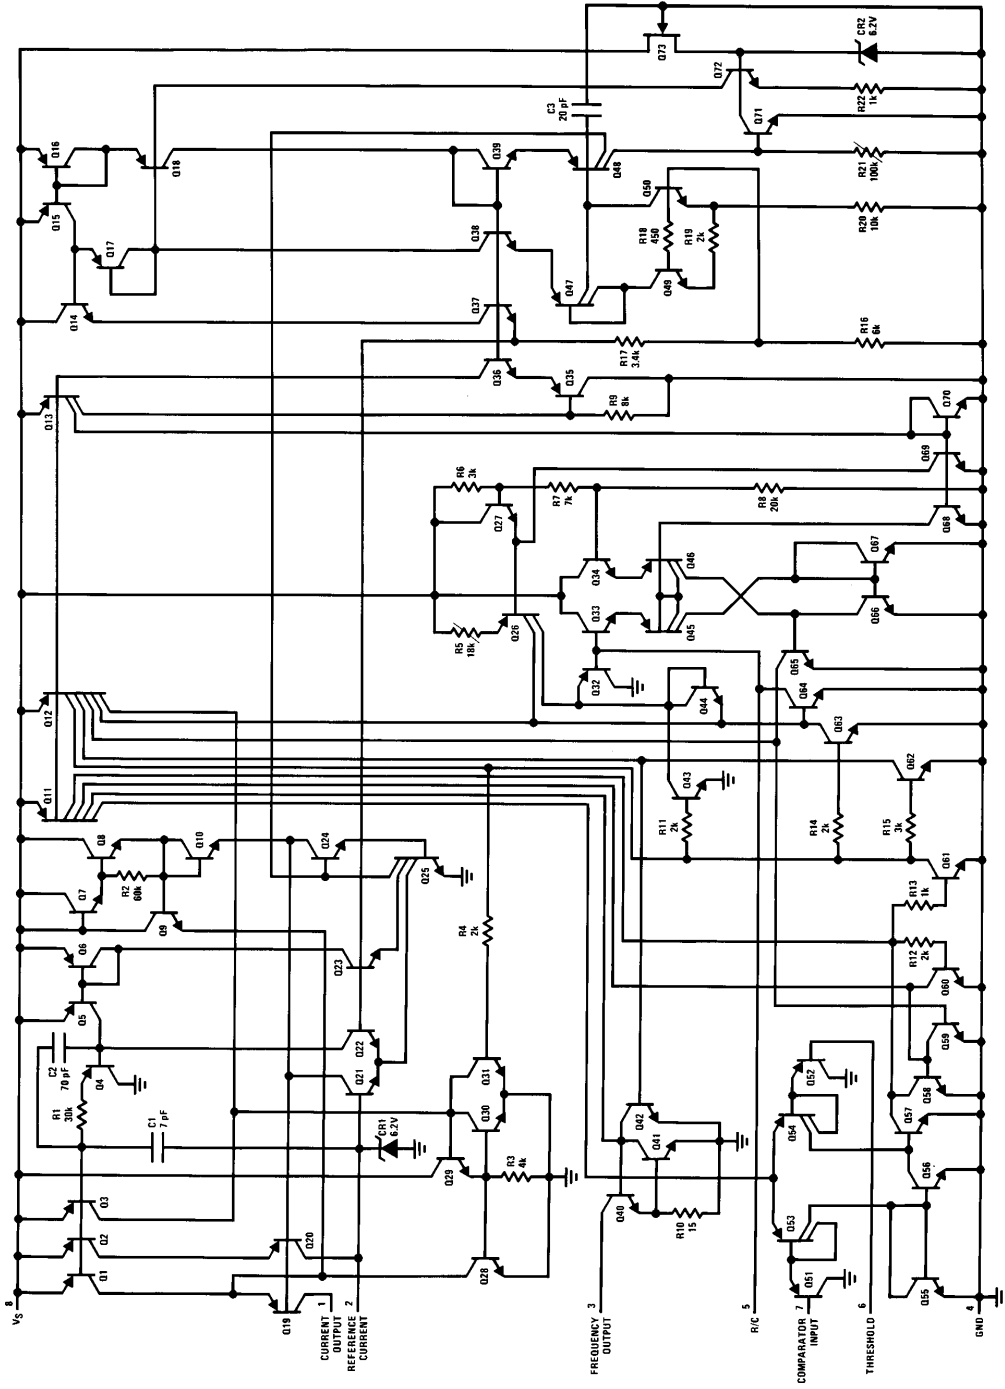 8
VS
Q1
Q2
Q3
R1
30k
C2
70 pF
C1
7 pF
Q4
Q5
Q6
Q7
Q8
R2
60k
Q9
Q10
Q11
Q12
Q13
Q14
Q15
Q16
Q17
Q18
Q19
Q20
CURRENT
OUTPUT
1
REFERENCE
CURRENT
2
CR1
6.2V
Q21
Q22
Q23
Q24
Q25
Q28
Q29
Q30
Q31
R3
4k
R4
2k
R5
18k
Q26
Q27
R6
3k
R7
7k
R8
20k
Q35
Q36
R9
8k
Q37
Q38
Q39
C3
20 pF
Q47
Q48
R17
3.4k
Q49
R18
450
R19
2k
Q50
Q73
Q72
Q71
CR2
6.2V
FREQUENCY
OUTPUT
3
Q40
Q41
Q42
R10
15
Q32
Q33
Q34
Q43
Q44
Q45
Q46
R11
2k
5
R/C
COMPARATOR
INPUT
7
THRESHOLD
6
Q51
Q53
Q54
Q52
Q55
Q56
Q57
Q58
Q59
Q60
R12
2k
R13
1k
Q61
R14
2k
R15
3k
Q62
Q63
Q64
Q65
Q66
Q67
Q68
Q69
Q70
R16
6k
R20
10k
R21
100k
R22
1k
4
GND